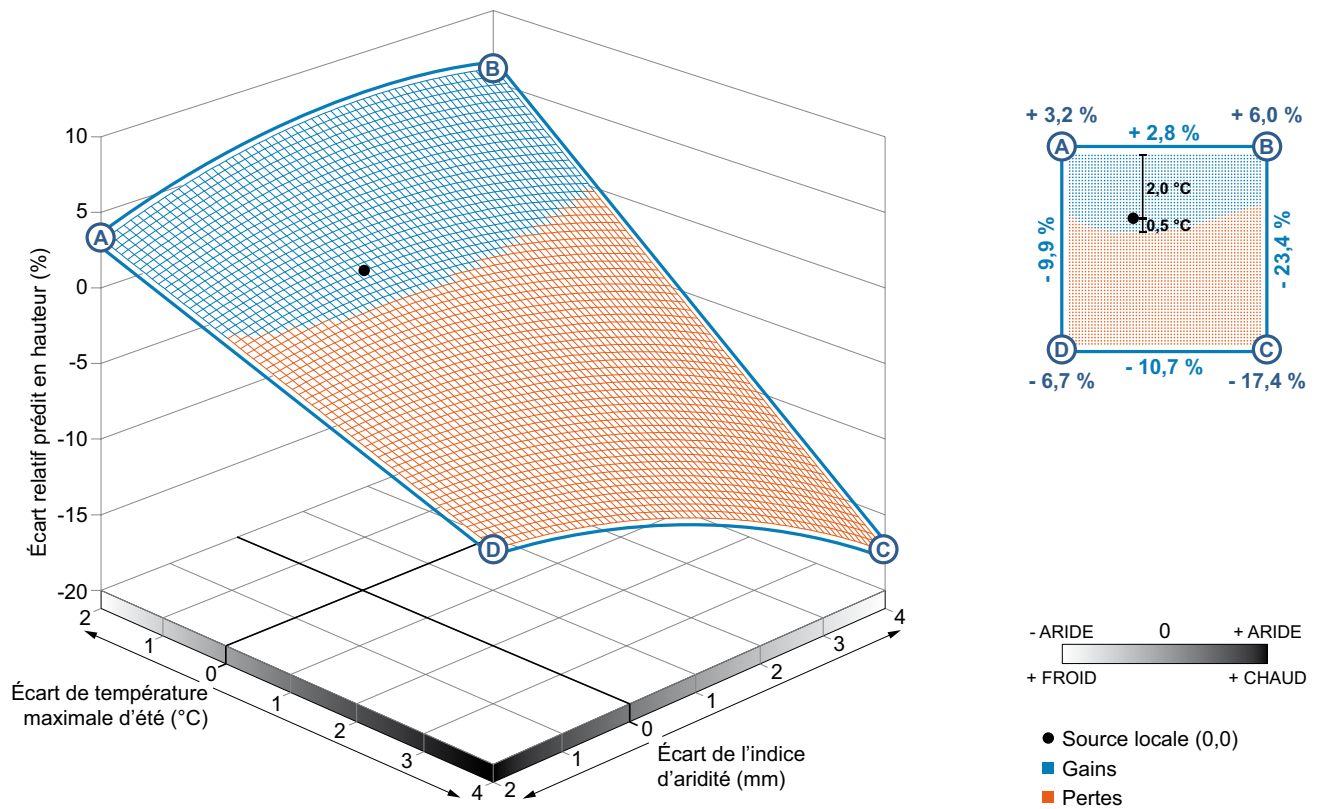 Écart relatif prédit en hauteur (%)
10
5
0
-5
-10
-15
-20
A
B
C
D
2
1
0
1
2
3
4
Écart de température
maximale d’été (°C)
2
1
0
1
2
3
4
Écart de l’indice
d’aridité (mm)
+ 3,2 %
+ 6,0 %
A
+ 2,8 %
B
2,0 °C
0,5 °C
- 9,9 %
- 23,4 %
D
C
- 6,7 %
- 10,7 %
- 17,4 %
- ARIDE
0
+ ARIDE
+ FROID
+ CHAUD
Source locale (0,0)
Gains
Pertes